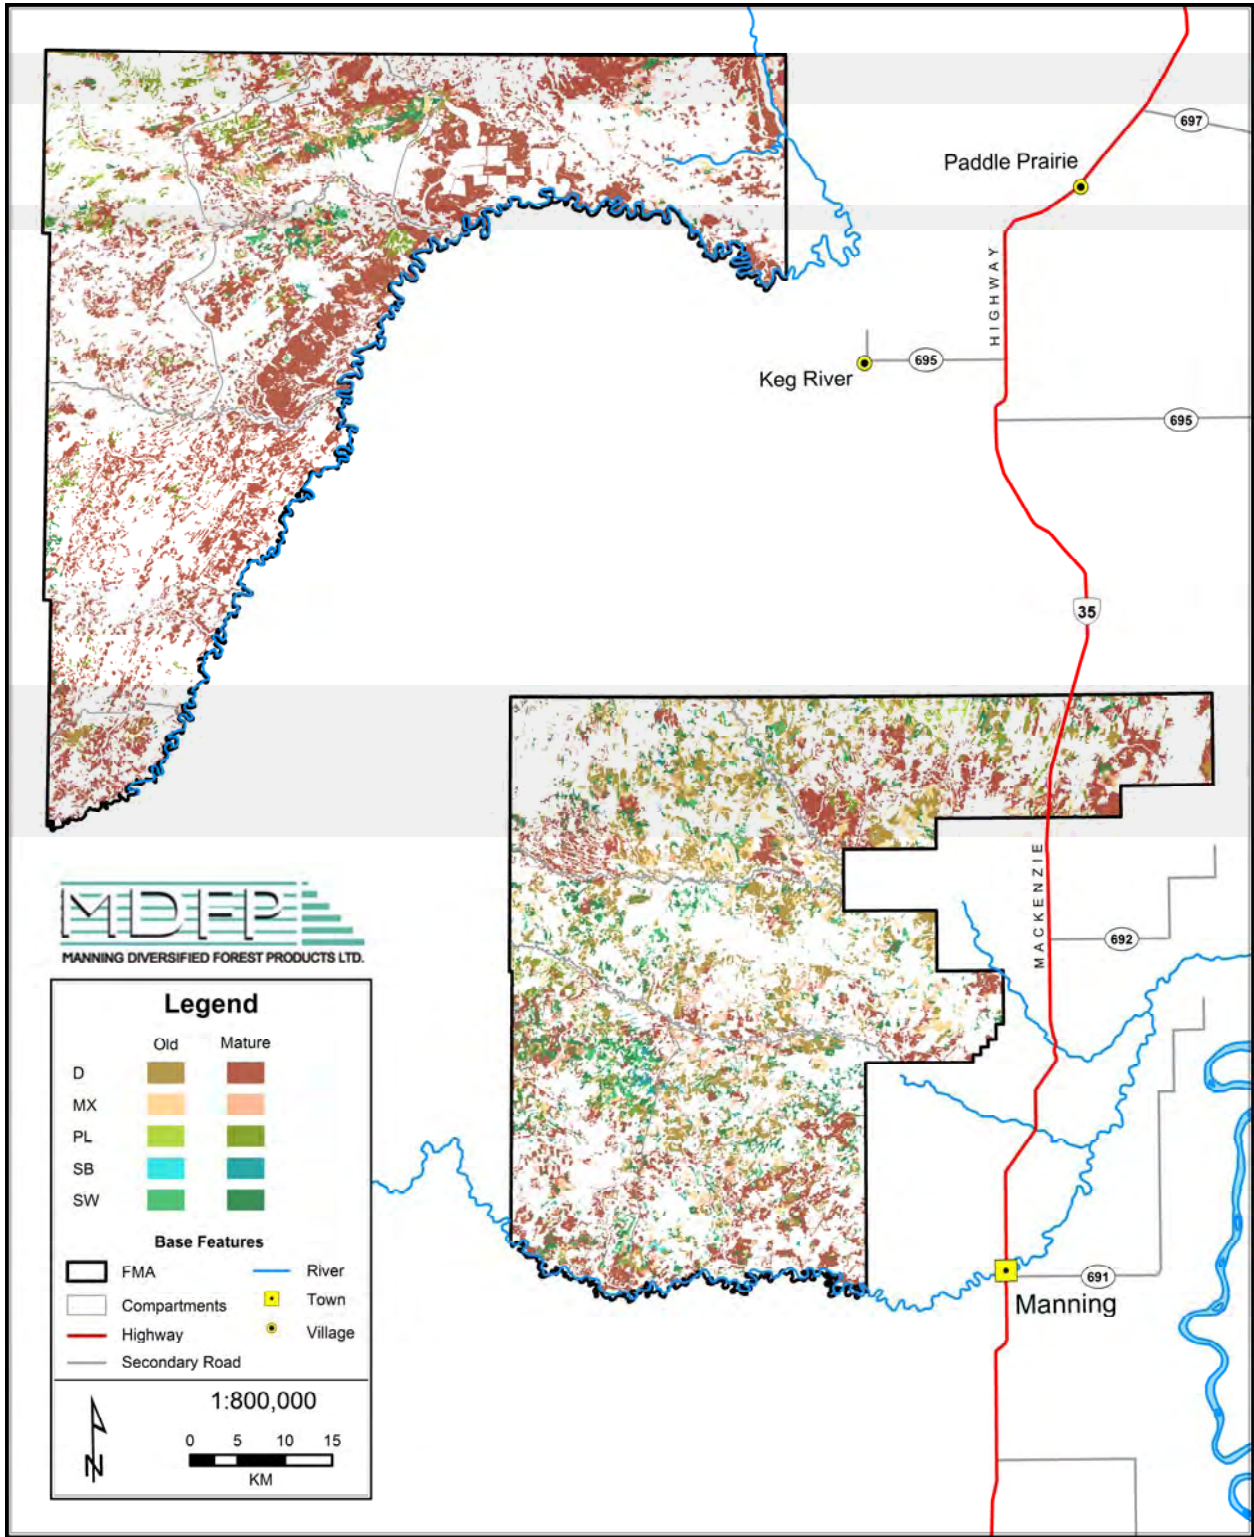 697
Paddle Prairie
HIGHWAY
Keg River
695
695
35
MACKENZIE
692
691
Manning
MDFP
MANNING DIVERSIFIED FOREST PRODUCTS LTD.
Legend
Old Mature
D
MX
PL
SB
SW
Base Features
FMA River
Compartments Town
Highway Village
Secondary Road
1:800,000
0 5 10 15
KM
N